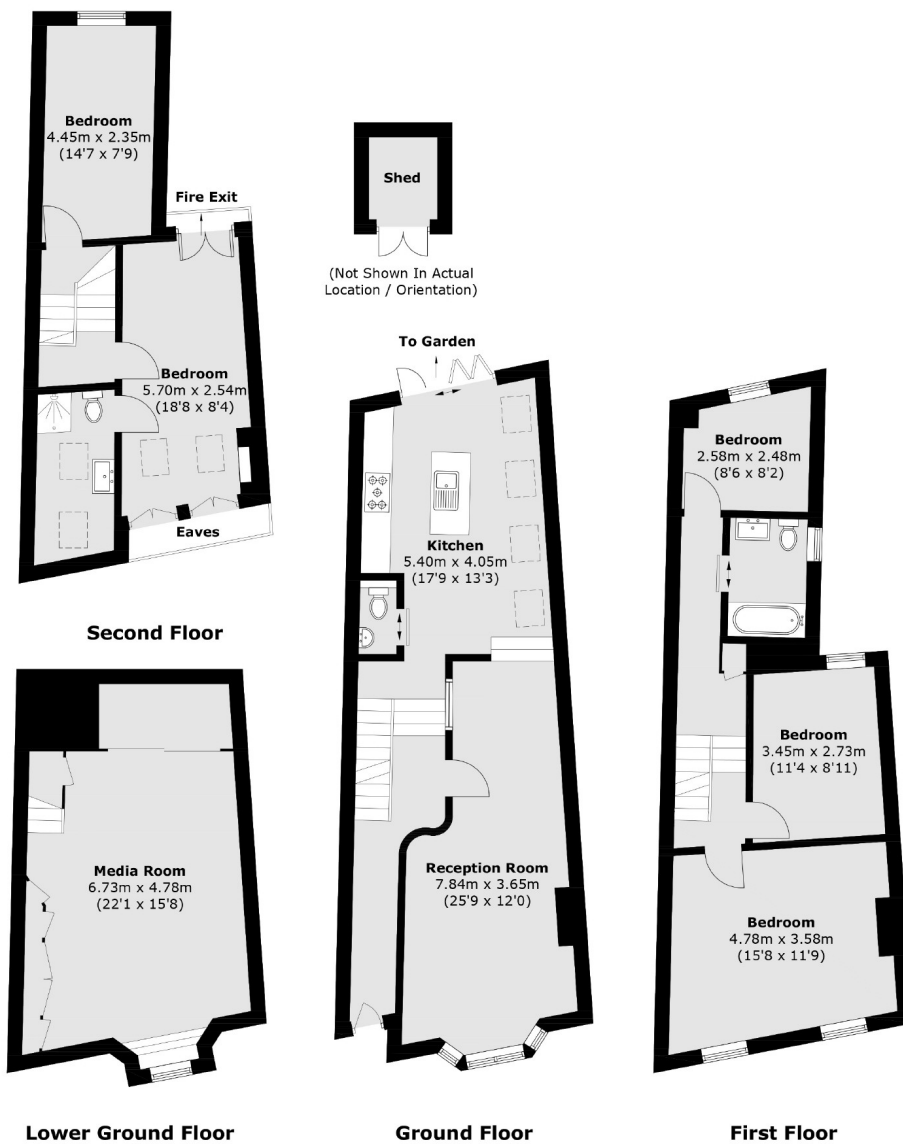 Bedroom
4.45m x 2.35m
(14'7 x 7'9)
Fire Exit
Bedroom
5.70m x 2.54m
(18'8 x 8'4)
Eaves
Second Floor
Shed
(Not Shown In Actual
Location / Orientation)
To Garden
Kitchen
5.40m x 4.05m
(17'9 x 13'3)
Reception Room
7.84m x 3.65m
(25'9 x 12'0)
Ground Floor
Bedroom
2.58m x 2.48m
(8'6 x 8'2)
Bedroom
3.45m x 2.73m
(11'4 x 8'11)
Bedroom
4.78m x 3.58m
(15'8 x 11'9)
First Floor
Media Room
6.73m x 4.78m
(22'1 x 15'8)
Lower Ground Floor